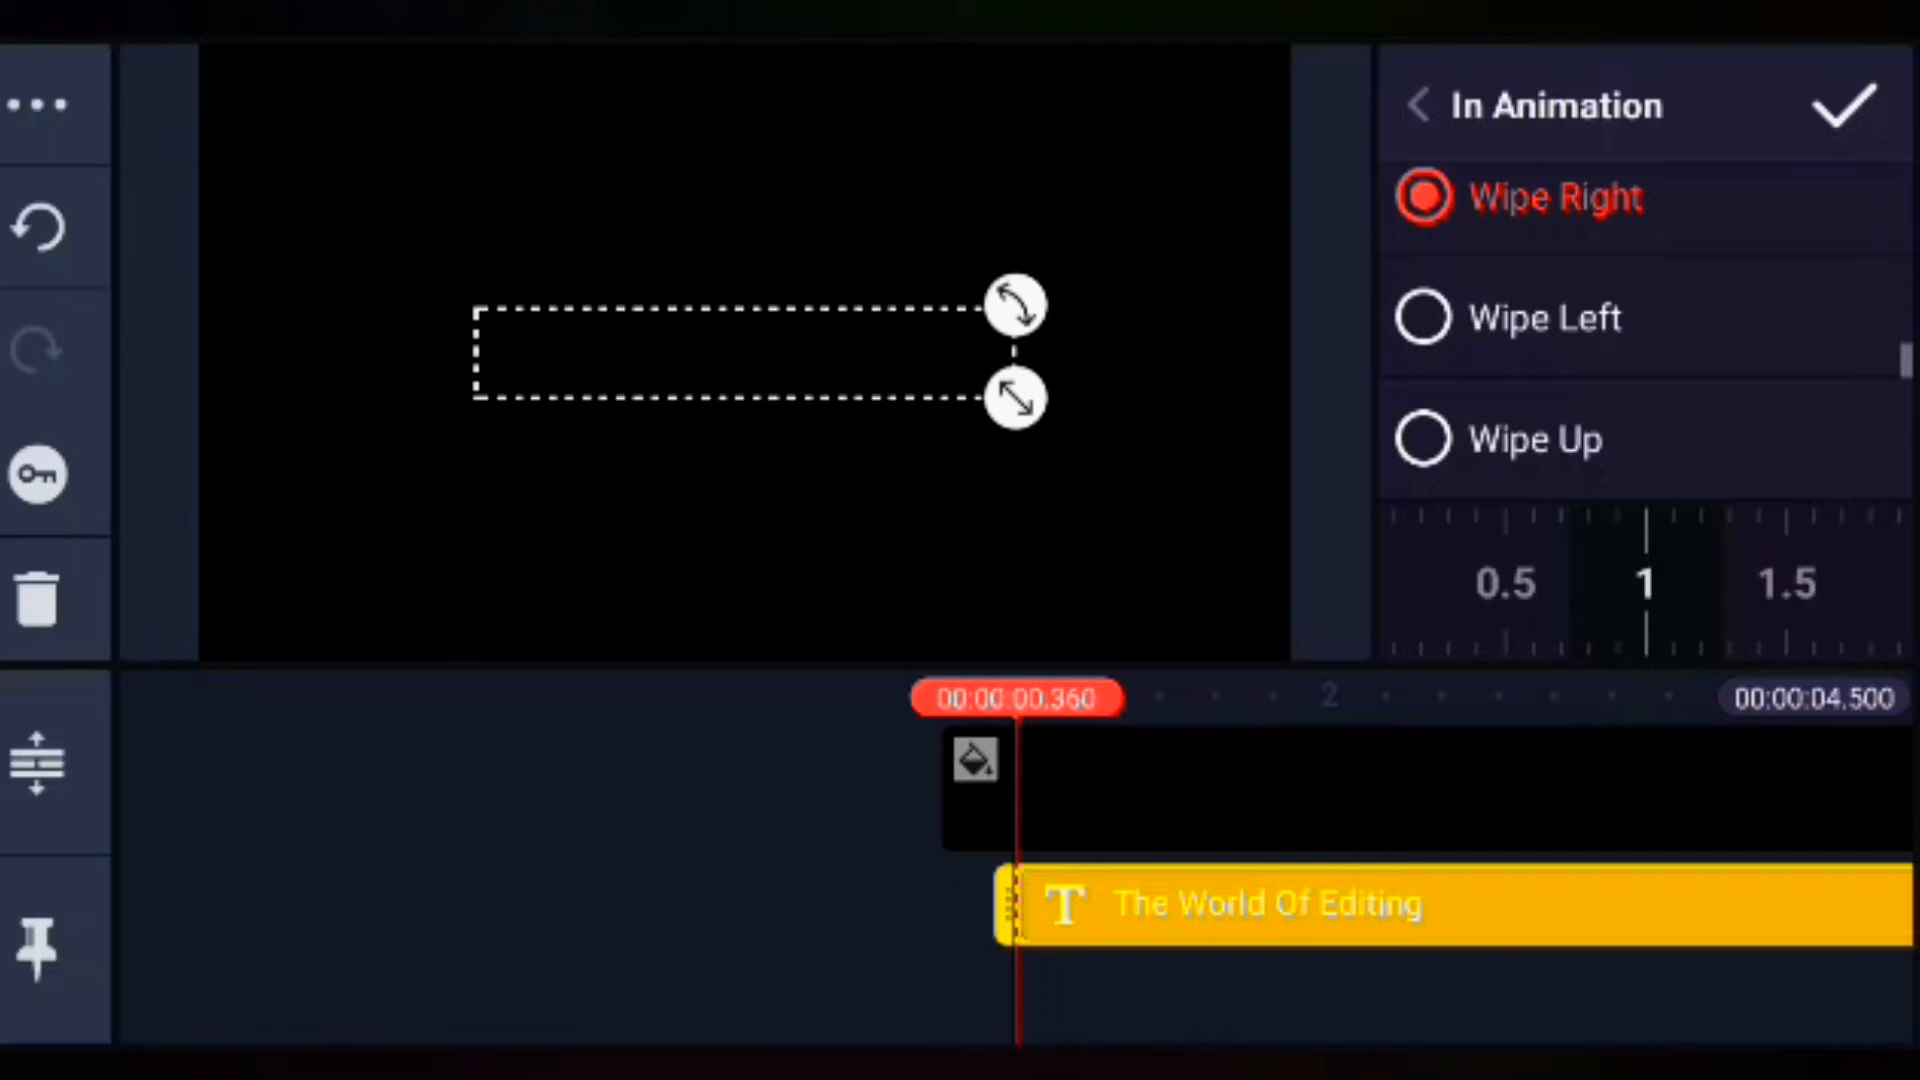 In Animation
Wipe Right
Wipe Left
Wipe Up
0.5 1 1.5
00:00:00.360 2 00:00:04.500
T The World Of Editing